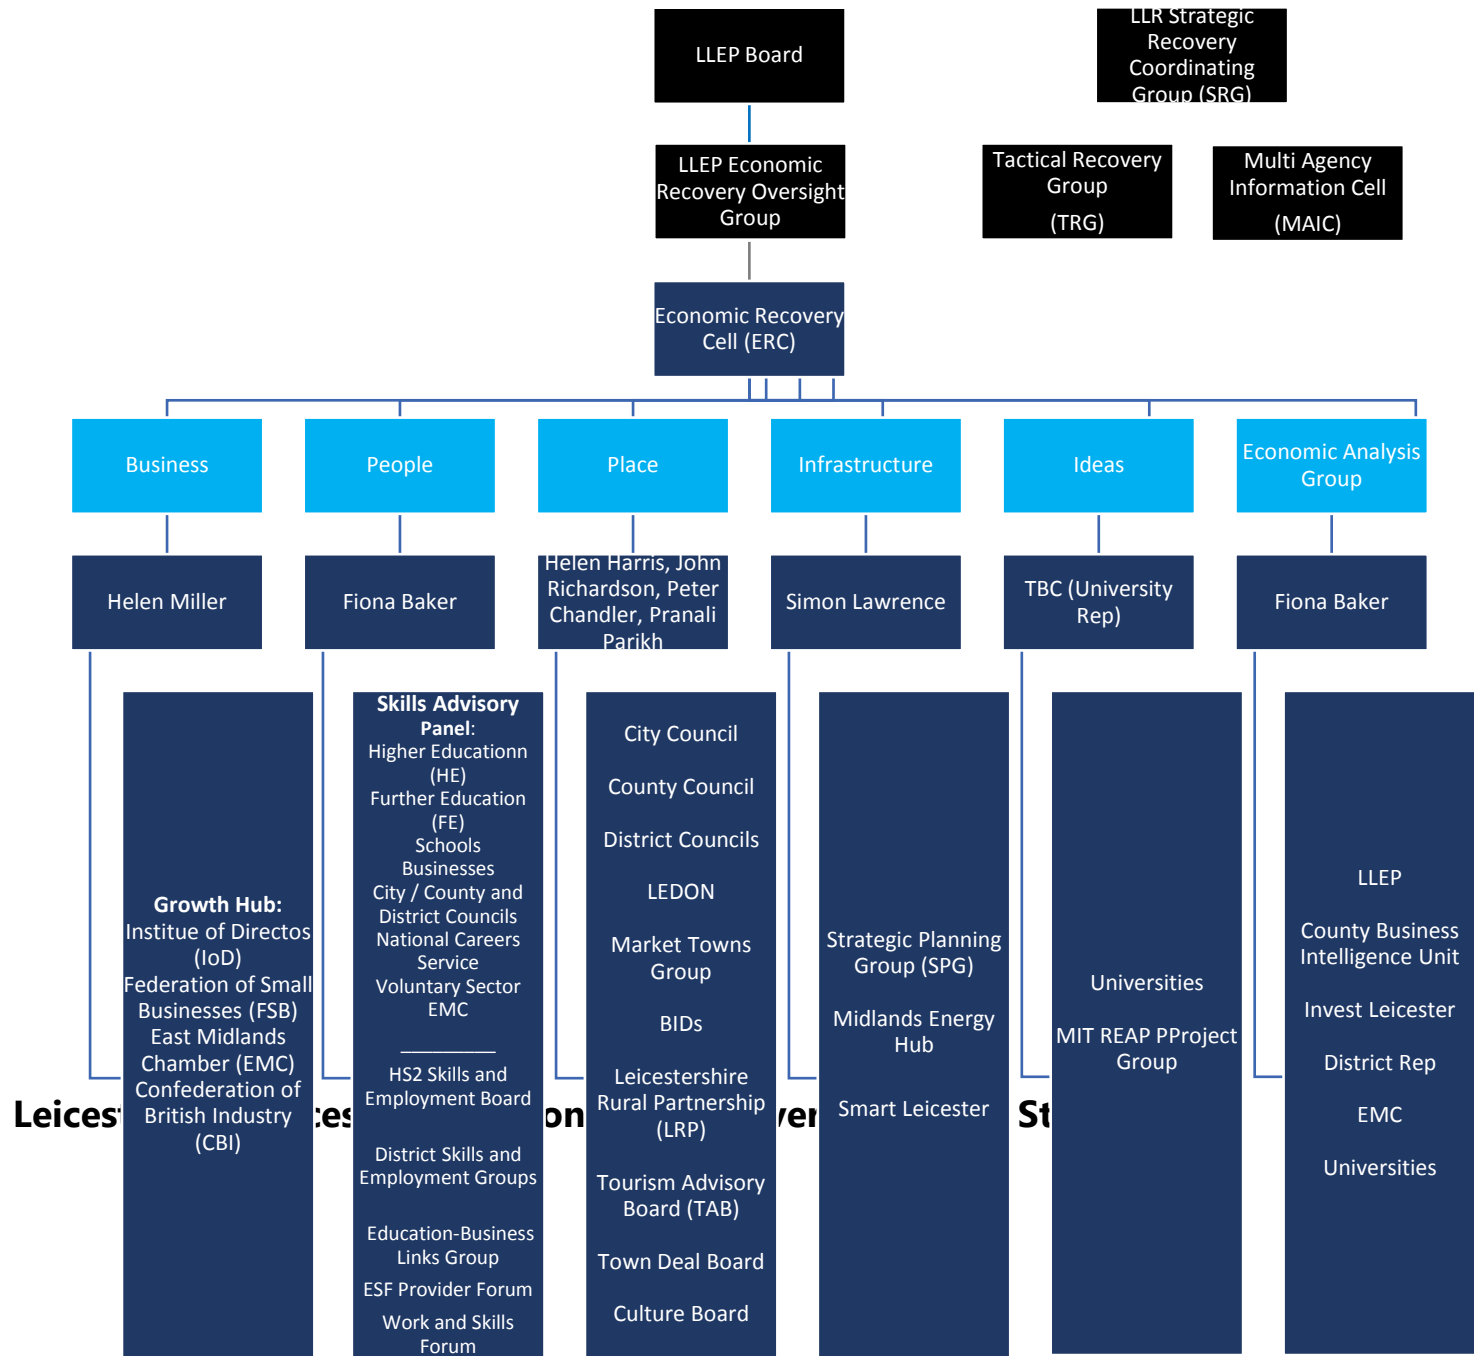 LLEP Board
LLR Strategic
Recovery
Coordinating
Group (SRG)
LLEP Economic
Recovery Oversight
Group
Tactical Recovery
Group
(TRG)
Multi Agency
Information Cell
(MAIC)
Economic Recovery
Cell (ERC)
Business
People
Place
Infrastructure
Ideas
Economic Analysis
Group
Helen Miller
Fiona Baker
Helen Harris, John
Richardson, Peter
Chandler, Pranali
Parikh
Simon Lawrence
TBC (University
Rep)
Fiona Baker
Growth Hub:
Institue of Directos
(IoD)
Federation of Small
Businesses (FSB)
East Midlands
Chamber (EMC)
Confederation of
British Industry
(CBI)
Skills Advisory
Panel:
Higher Educationn
(HE)
Further Education
(FE)
Schools
Businesses
City / County and
District Councils
National Careers
Service
Voluntary Sector
EMC
__________
HS2 Skills and
Employment Board
District Skills and
Employment Groups
Education-Business
Links Group
ESF Provider Forum
Work and Skills
Forum
City Council
County Council
District Councils
LEDON
Market Towns
Group
BIDs
Leicestershire
Rural Partnership
(LRP)
Tourism Advisory
Board (TAB)
Town Deal Board
Culture Board
Strategic Planning
Group (SPG)
Midlands Energy
Hub
Smart Leicester
Universities
MIT REAP PProject
Group
LLEP
County Business
Intelligence Unit
Invest Leicester
District Rep
EMC
Universities